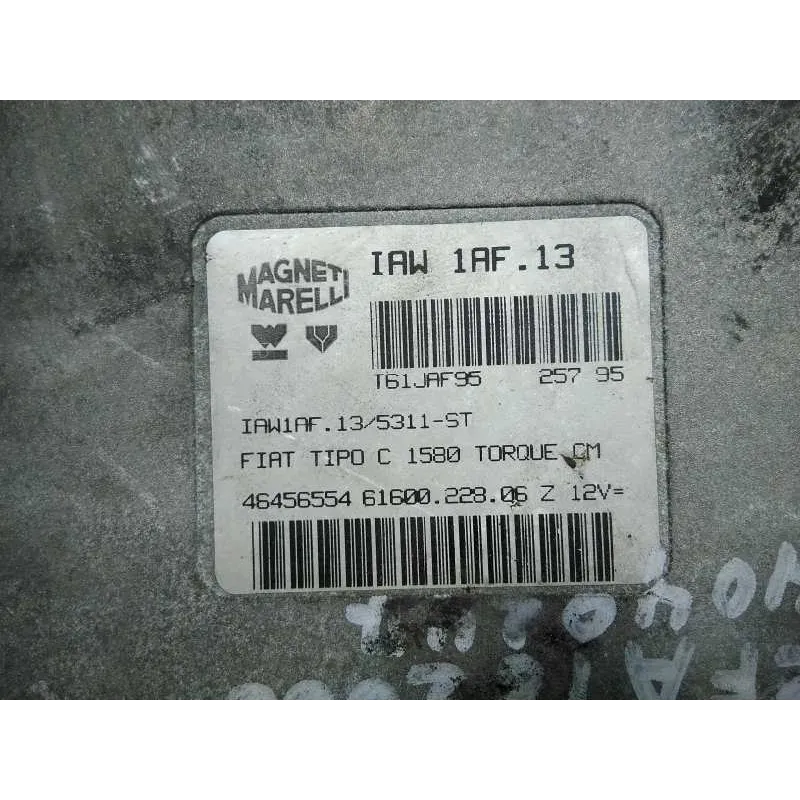 MAGNETI
MARELLI
IAW 1AF.13
T61JAF95 257 95
IAW1AF.13/5311-ST
FIAT TIPO C 1580 TORQUE CM
46456554 61600.228.06 Z 12V=